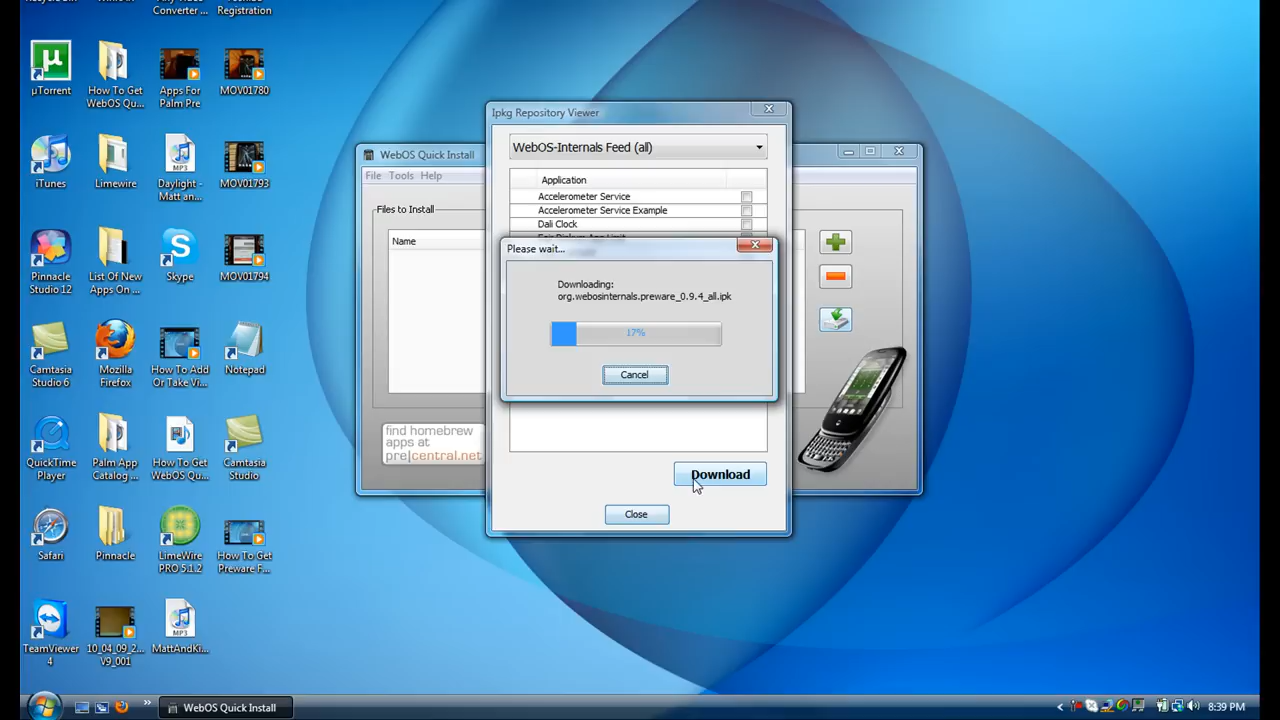 Converter ...
Registration
µTorrent
How To Get
WebOS Qu...
Apps For
Palm Pre
MOV01780
iTunes
Limewire
Daylight -
Matt an...
MOV01793
Pinnacle
Studio 12
List Of New
Apps On ...
Skype
MOV01794
Camtasia
Studio 6
Mozilla
Firefox
How To Add
Or Take Vi...
Notepad
QuickTime
Player
Palm App
Catalog ...
How To Get
WebOS Qu...
Camtasia
Studio
Safari
Pinnacle
LimeWire
PRO 5.1.2
How To Get
Preware F...
TeamViewer
4
10_04_09_2...
V9_001
MP3
MattAndKi...
WebOS Quick Install
File Tools Help
Files to Install
Name
find homebrew
apps at
pre|central.net
Ipkg Repository Viewer
WebOS-Internals Feed (all)
Application
Accelerometer Service
Accelerometer Service Example
Dali Clock
Please wait...
Downloading:
org.webosinternals.preware_0.9.4_all.ipk
17%
Cancel
Download
Close
WebOS Quick Install
8:39 PM